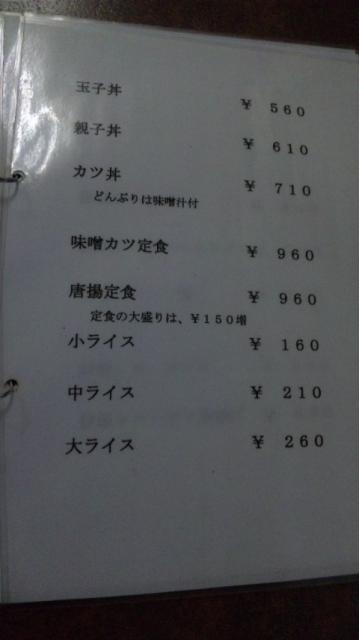 玉子丼 ￥ 560
親子丼 ￥ 610
カツ丼 ￥ 710
どんぶりは味噌汁付
味噌カツ定食 ￥ 960
唐揚定食 ￥ 960
定食の大盛りは、￥150増
小ライス ￥ 160
中ライス ￥ 210
大ライス ￥ 260